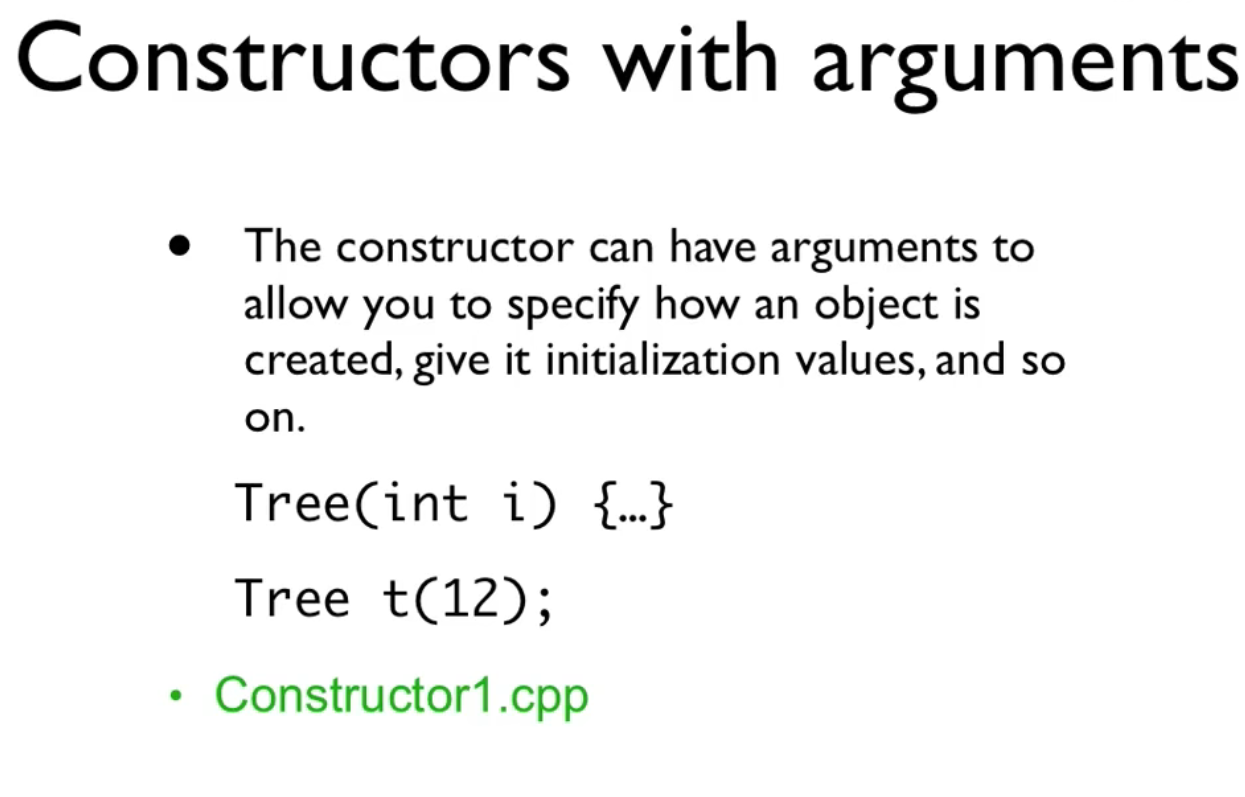 Constructors with arguments
• The constructor can have arguments to
allow you to specify how an object is
created, give it initialization values, and so
on.
Tree(int i) {…}
Tree t(12);
• Constructor1.cpp